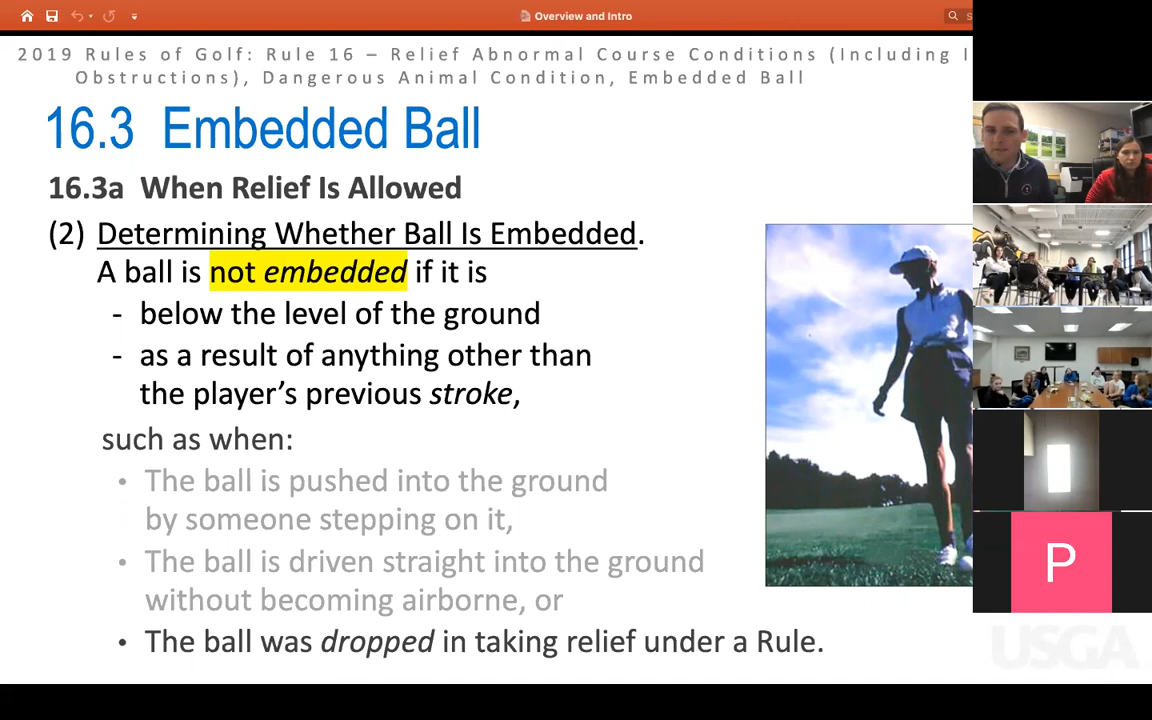 Overview and Intro
2019 Rules of Golf: Rule 16 – Relief Abnormal Course Conditions (Including I
Obstructions), Dangerous Animal Condition, Embedded Ball
16.3 Embedded Ball
16.3a When Relief Is Allowed
(2) Determining Whether Ball Is Embedded.
A ball is not embedded if it is
- below the level of the ground
- as a result of anything other than
the player’s previous stroke,
such as when:
• The ball is pushed into the ground
by someone stepping on it,
• The ball is driven straight into the ground
without becoming airborne, or
• The ball was dropped in taking relief under a Rule.
P
USGA